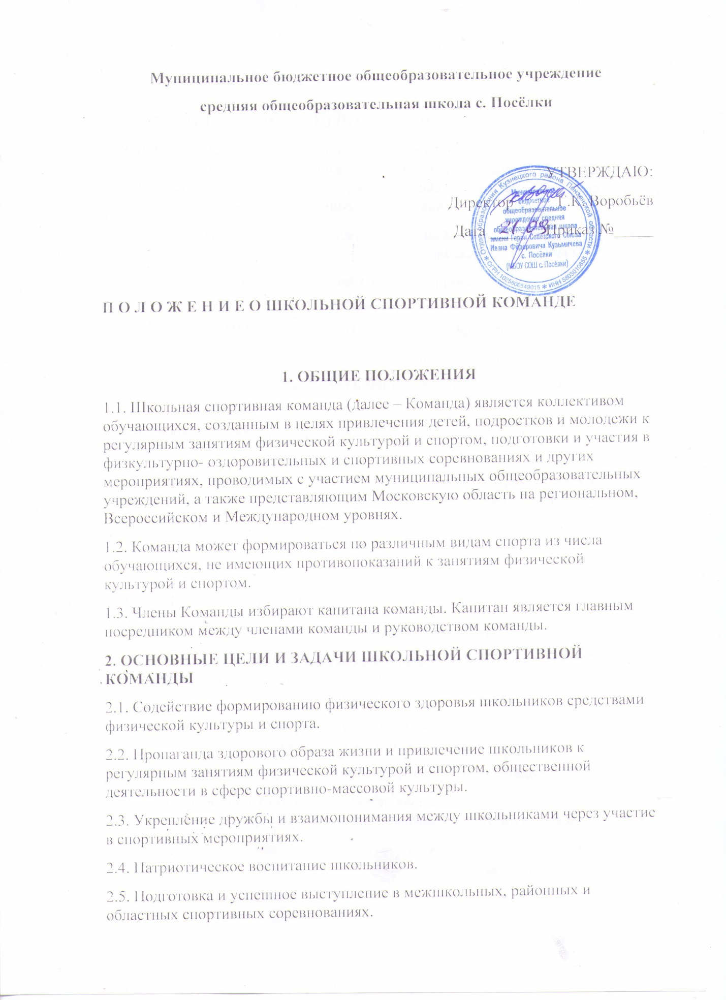 Муниципальное бюджетное общеобразовательное учреждение
средняя общеобразовательная школа с. Посёлки
УТВЕРЖДАЮ:
Директор Г.К. Воробьёв
Дата 21.09 Приказ №______
Отдел образования Кузнецкого района Пензенской области * ОГРН 1025800549015 * ИНН 5803010855 *
Муниципальное
бюджетное
общеобразовательное
учреждение средняя
общеобразовательная школа
имени Героя Советского Союза
Ивана Фёдоровича Кузьмичева
с. Посёлки
(МБОУ СОШ с. Посёлки)
П О Л О Ж Е Н И Е О ШКОЛЬНОЙ СПОРТИВНОЙ КОМАНДЕ
1. ОБЩИЕ ПОЛОЖЕНИЯ
1.1. Школьная спортивная команда (далее – Команда) является коллективом
обучающихся, созданным в целях привлечения детей, подростков и молодежи к
регулярным занятиям физической культурой и спортом, подготовки и участия в
физкультурно- оздоровительных и спортивных соревнованиях и других
мероприятиях, проводимых с участием муниципальных общеобразовательных
учреждений, а также представляющим Московскую область на региональном,
Всероссийском и Международном уровнях.
1.2. Команда может формироваться по различным видам спорта из числа
обучающихся, не имеющих противопоказаний к занятиям физической
культурой и спортом.
1.3. Члены Команды избирают капитана команды. Капитан является главным
посредником между членами команды и руководством команды.
2. ОСНОВНЫЕ ЦЕЛИ И ЗАДАЧИ ШКОЛЬНОЙ СПОРТИВНОЙ
КОМАНДЫ
2.1. Содействие формированию физического здоровья школьников средствами
физической культуры и спорта.
2.2. Пропаганда здорового образа жизни и привлечение школьников к
регулярным занятиям физической культурой и спортом, общественной
деятельности в сфере спортивно-массовой культуры.
2.3. Укрепление дружбы и взаимопонимания между школьниками через участие
в спортивных мероприятиях.
2.4. Патриотическое воспитание школьников.
2.5. Подготовка и успешное выступление в межшкольных, районных и
областных спортивных соревнованиях.